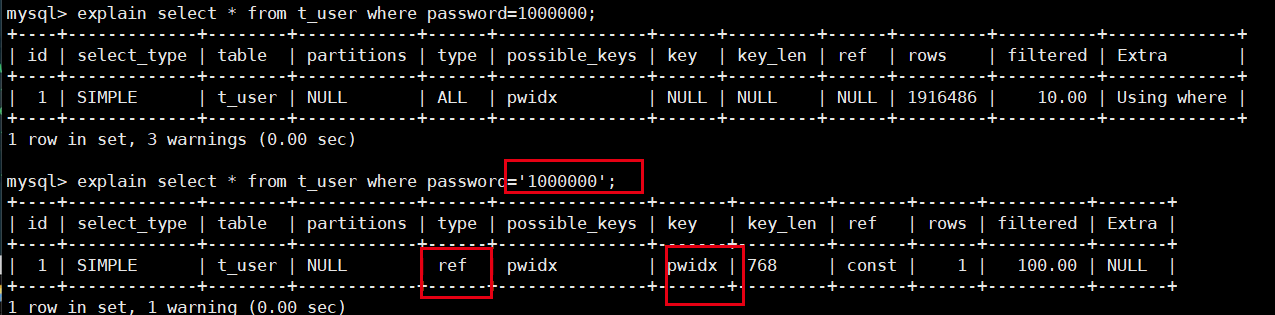 mysql> explain select * from t_user where password=1000000;
+----+-------------+--------+------------+------+---------------+------+---------+------+---------+----------+-------------+
| id | select_type | table  | partitions | type | possible_keys | key  | key_len | ref  | rows    | filtered | Extra       |
+----+-------------+--------+------------+------+---------------+------+---------+------+---------+----------+-------------+
|  1 | SIMPLE      | t_user | NULL       | ALL  | pwidx         | NULL | NULL    | NULL | 1916486 |    10.00 | Using where |
+----+-------------+--------+------------+------+---------------+------+---------+------+---------+----------+-------------+
1 row in set, 3 warnings (0.00 sec)
mysql> explain select * from t_user where password='1000000';
+----+-------------+--------+------------+------+---------------+-------+---------+-------+------+----------+-------+
| id | select_type | table  | partitions | type | possible_keys | key   | key_len | ref   | rows | filtered | Extra |
+----+-------------+--------+------------+------+---------------+-------+---------+-------+------+----------+-------+
|  1 | SIMPLE      | t_user | NULL       | ref  | pwidx         | pwidx | 768     | const |    1 |   100.00 | NULL  |
+----+-------------+--------+------------+------+---------------+-------+---------+-------+------+----------+-------+
1 row in set, 1 warning (0.00 sec)